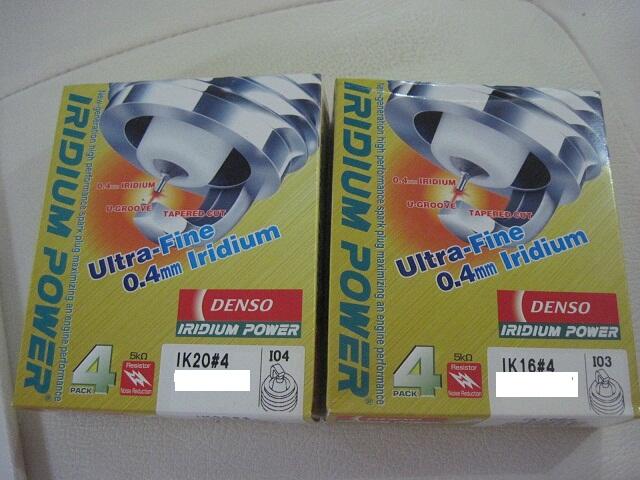 IRIDIUM POWER®
New-generation high performance spark plug maximizing an engine performance
0.4mm IRIDIUM
U-GROOVE
TAPERED CUT
Ultra-Fine
0.4mm Iridium
DENSO
IRIDIUM POWER
4
PACK
5kΩ
Resistor
Noise Reduction
IK20#4
I04
IRIDIUM POWER®
New-generation high performance spark plug maximizing an engine performance
0.4mm IRIDIUM
U-GROOVE
TAPERED CUT
Ultra-Fine
0.4mm Iridium
DENSO
IRIDIUM POWER
4
PACK
5kΩ
Resistor
Noise Reduction
IK16#4
I03